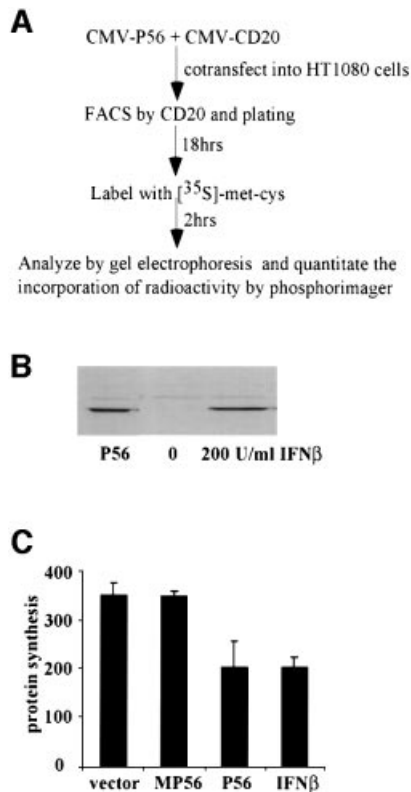 A
CMV-P56 + CMV-CD20
cotransfect into HT1080 cells
FACS by CD20 and plating
18hrs
Label with [³⁵S]-met-cys
2hrs
Analyze by gel electrophoresis and quantitate the
incorporation of radioactivity by phosphorimager
B
P56 0 200 U/ml IFNβ
C
protein synthesis
400
300
200
100
0
vector MP56 P56 IFNβ